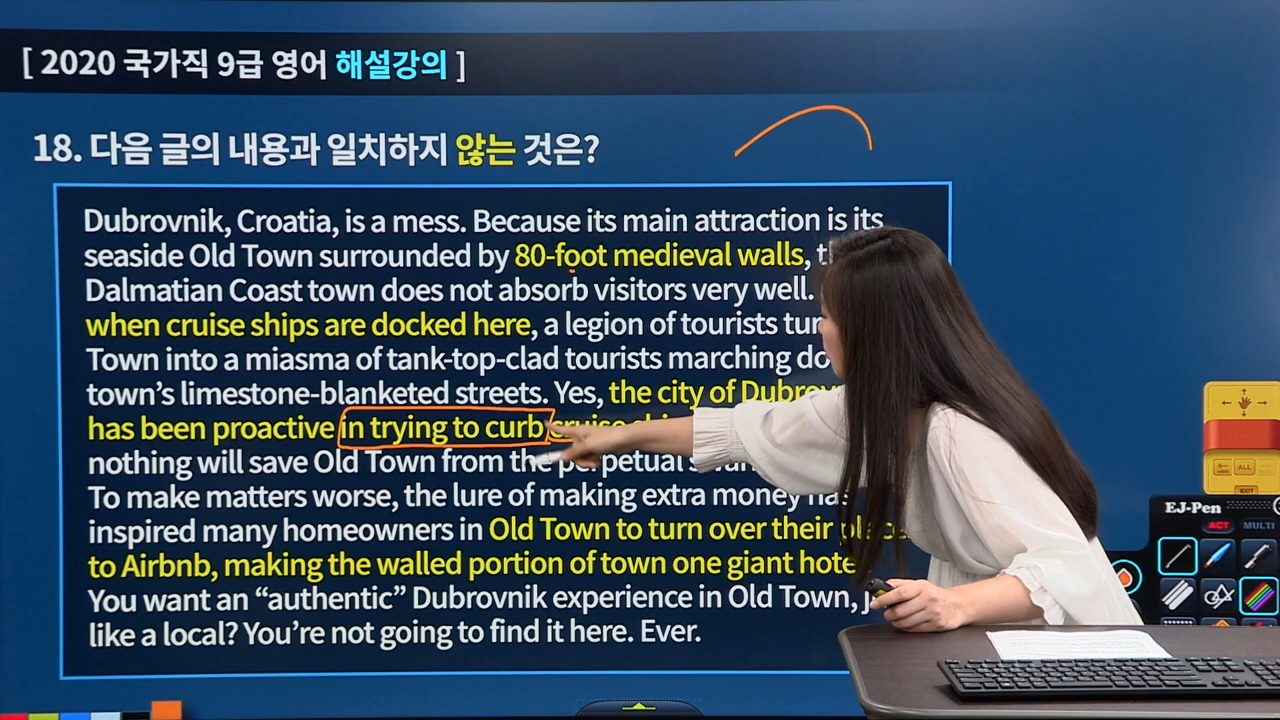 [ 2020 국가직 9급 영어 해설강의 ]
18. 다음 글의 내용과 일치하지 않는 것은?
Dubrovnik, Croatia, is a mess. Because its main attraction is its
seaside Old Town surrounded by 80-foot medieval walls,
Dalmatian Coast town does not absorb visitors very well.
when cruise ships are docked here, a legion of tourists
Town into a miasma of tank-top-clad tourists marching
town's limestone-blanketed streets. Yes, the city of
has been proactive in trying to curb cruise
nothing will save Old Town from the perpetual
To make matters worse, the lure of making extra money has
inspired many homeowners in Old Town to turn over their
to Airbnb, making the walled portion of town one giant
You want an “authentic” Dubrovnik experience in Old Town,
like a local? You're not going to find it here. Ever.
ALL
EXIT
EJ-Pen
ACT
MULTI